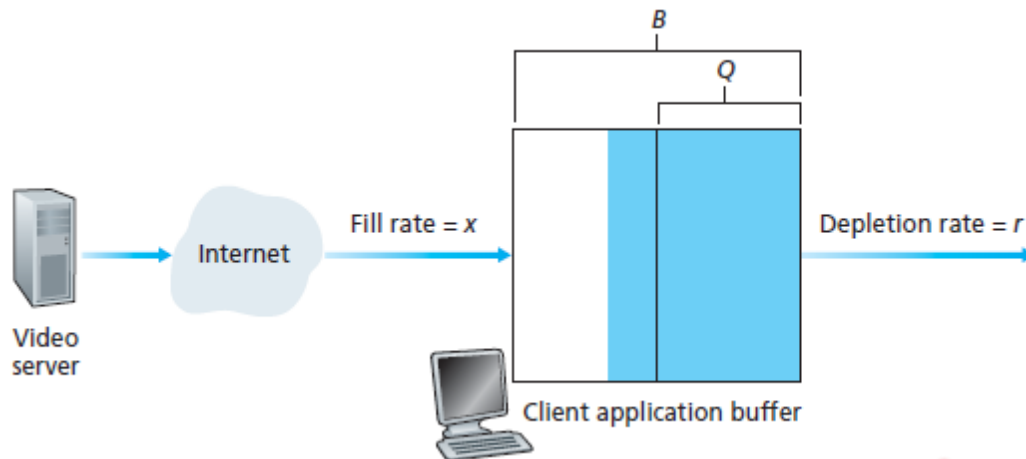 B
Q
Fill rate = x
Depletion rate = r
Internet
Video
server
Client application buffer